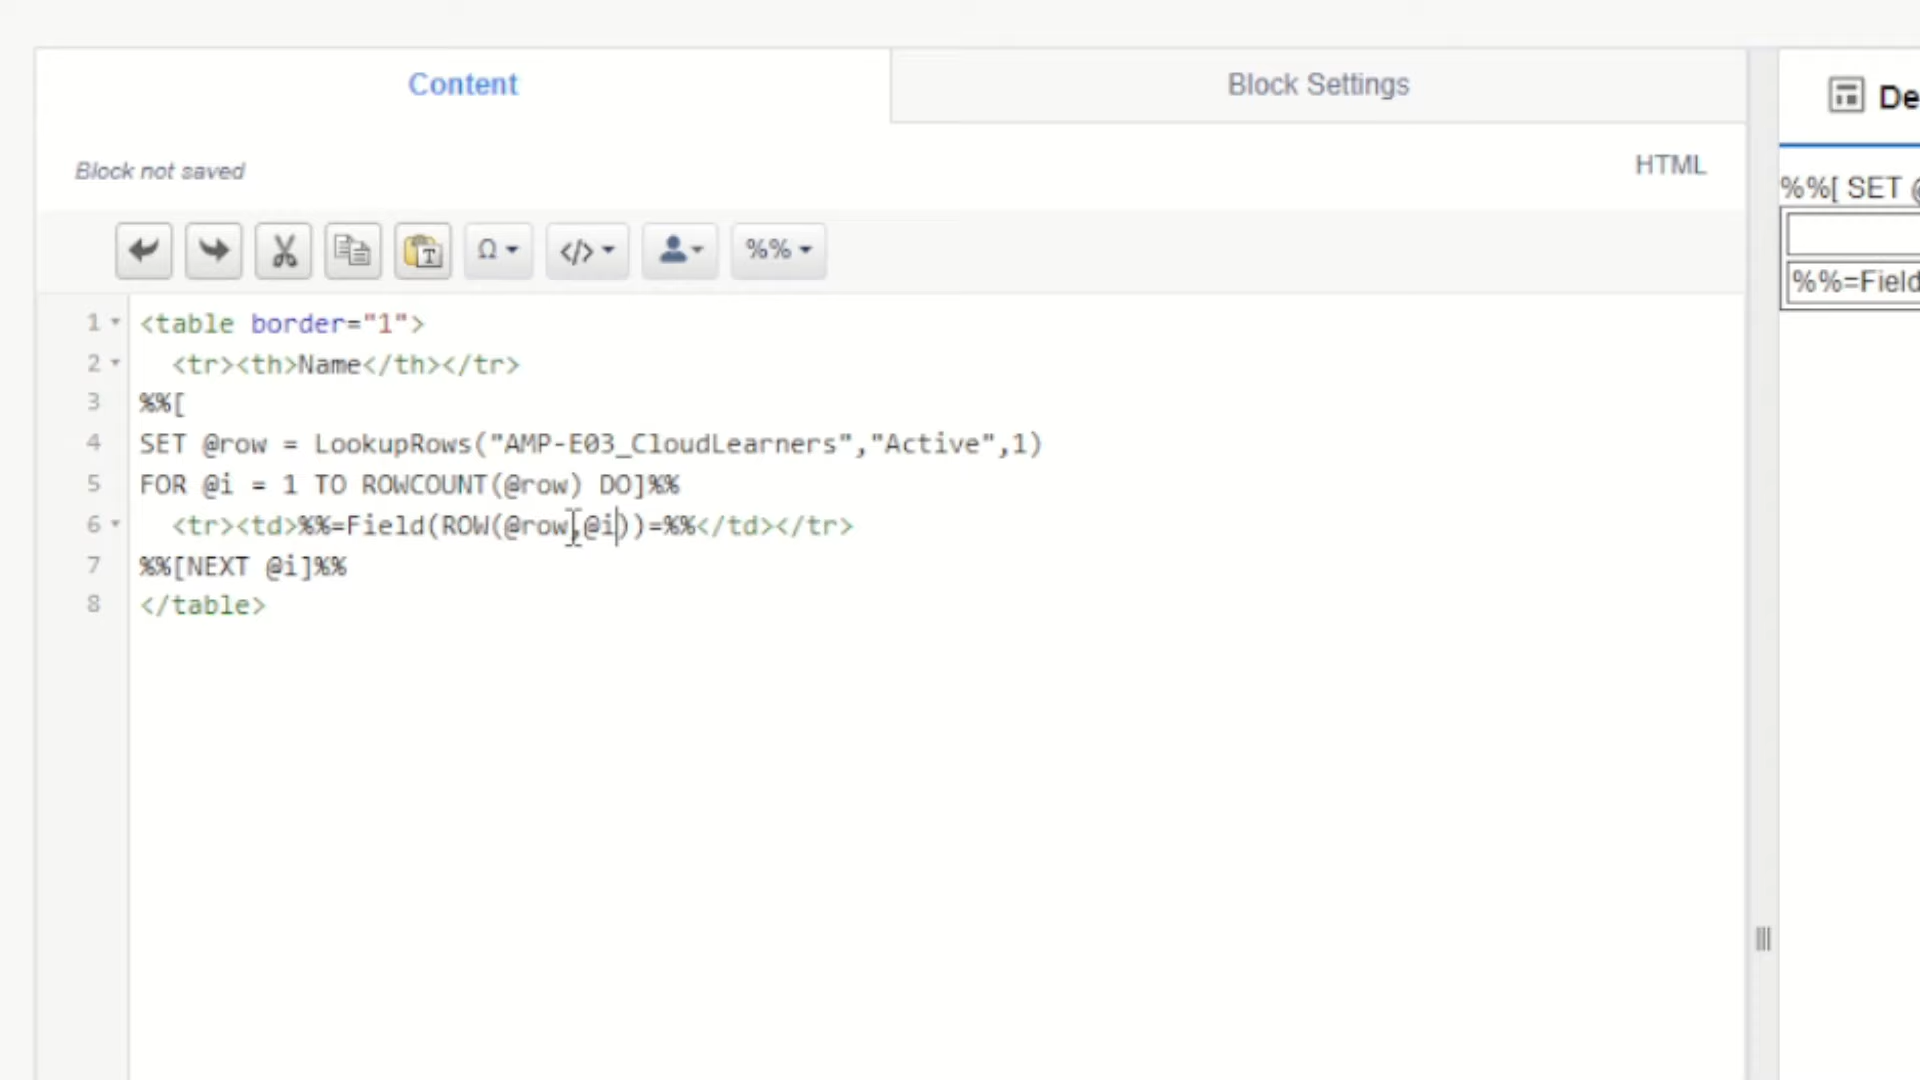 Content
Block Settings
De
Block not saved
HTML
Ω
</>
%%
%%[ SET @
%%=Field
1 <table border="1">
2 <tr><th>Name</th></tr>
3 %%[
4 SET @row = LookupRows("AMP-E03_CloudLearners","Active",1)
5 FOR @i = 1 TO ROWCOUNT(@row) DO]%%
6 <tr><td>%%=Field(ROW(@row,@i))=%%</td></tr>
7 %%[NEXT @i]%%
8 </table>